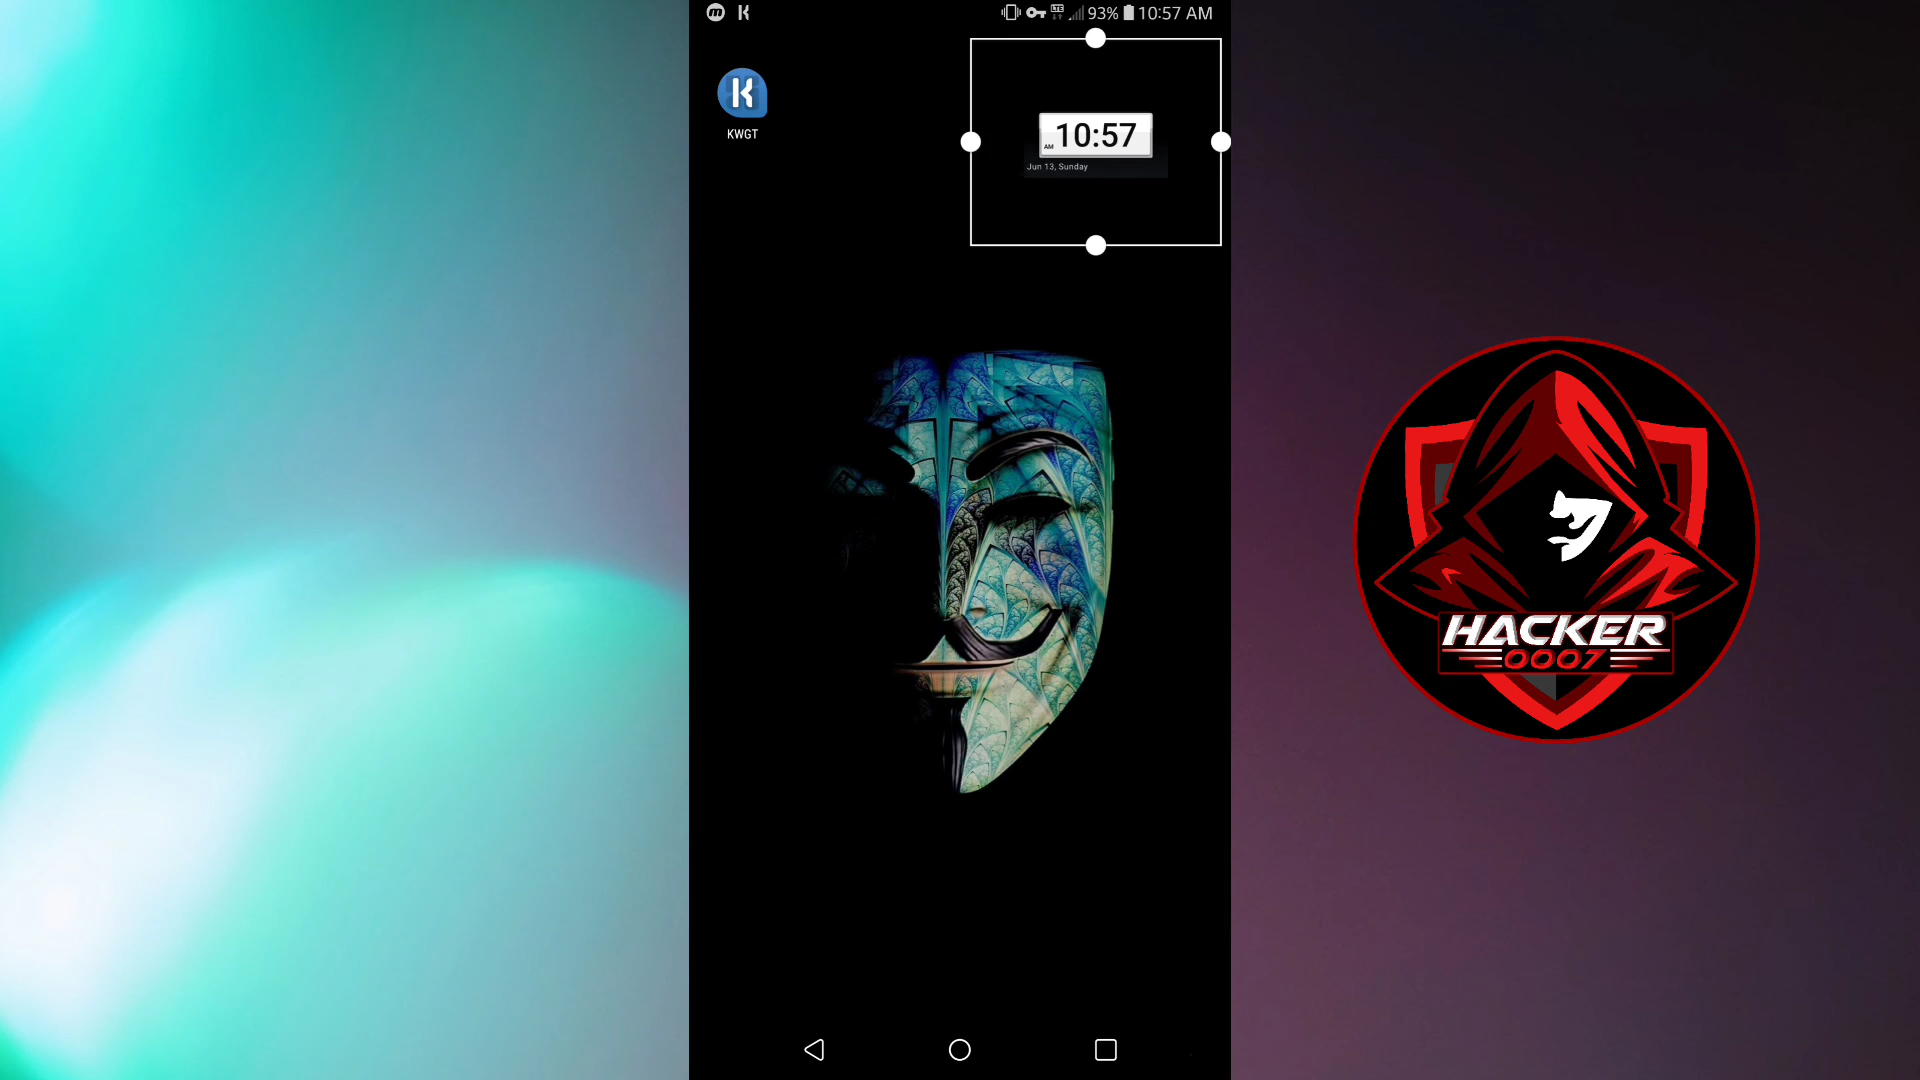 93% 10:57 AM
KWGT
AM 10:57
Jun 13, Sunday
HACKER
0007